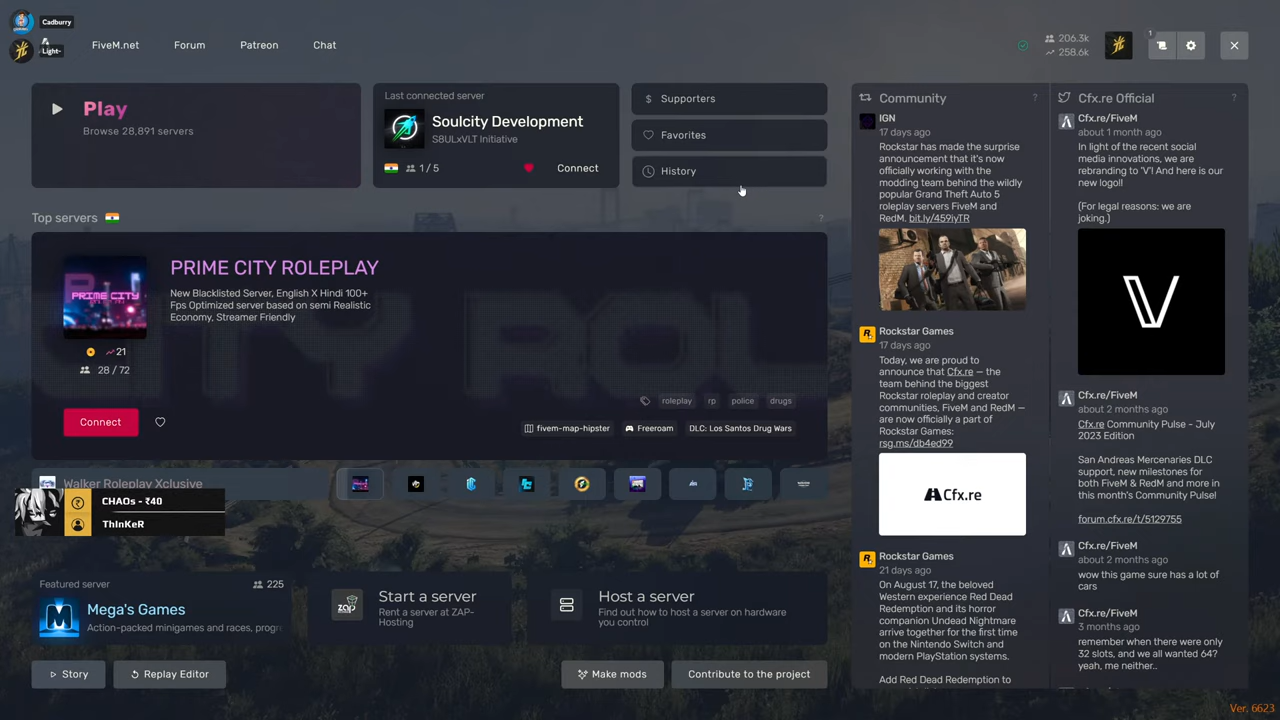 Cadburry
Light-
FiveM.net
Forum
Patreon
Chat
206.3k
258.6k
1
Play
Browse 28,891 servers
Last connected server
Soulcity Development
S8ULxVLT Initiative
1 / 5
Connect
$ Supporters
Favorites
History
Top servers
?
PRIME CITY ROLEPLAY
New Blacklisted Server, English X Hindi 100+
Fps Optimized server based on semi Realistic
Economy, Streamer Friendly
PRIME CITY
21
28 / 72
Connect
roleplay
rp
police
drugs
fivem-map-hipster
Freeroam
DLC: Los Santos Drug Wars
Walker Roleplay Xclusive
CHAOs - ₹40
ThInKeR
Featured server
225
Mega's Games
Action-packed minigames and races, progr
Start a server
Rent a server at ZAP-
Hosting
Host a server
Find out how to host a server on hardware
you control
Story
Replay Editor
Make mods
Contribute to the project
Community
?
IGN
17 days ago
Rockstar has made the surprise
announcement that it's now
officially working with the
modding team behind the wildly
popular Grand Theft Auto 5
roleplay servers FiveM and
RedM. bit.ly/459iyTR
Rockstar Games
17 days ago
Today, we are proud to
announce that Cfx.re — the
team behind the biggest
Rockstar roleplay and creator
communities, FiveM and RedM —
are now officially a part of
Rockstar Games:
rsg.ms/db4ed99
Cfx.re
Rockstar Games
21 days ago
On August 17, the beloved
Western experience Red Dead
Redemption and its horror
companion Undead Nightmare
arrive together for the first time
on the Nintendo Switch and
modern PlayStation systems.
Add Red Dead Redemption to
Cfx.re Official
?
Cfx.re/FiveM
about 1 month ago
In light of the recent social
media innovations, we are
rebranding to 'V'! And here is our
new logo!!
(For legal reasons: we are
joking.)
V
Cfx.re/FiveM
about 2 months ago
Cfx.re Community Pulse - July
2023 Edition
San Andreas Mercenaries DLC
support, new milestones for
both FiveM & RedM and more in
this month's Community Pulse!
forum.cfx.re/t/5129755
Cfx.re/FiveM
about 2 months ago
wow this game sure has a lot of
cars
Cfx.re/FiveM
3 months ago
remember when there were only
32 slots, and we all wanted 64?
yeah, me neither..
Ver. 6623